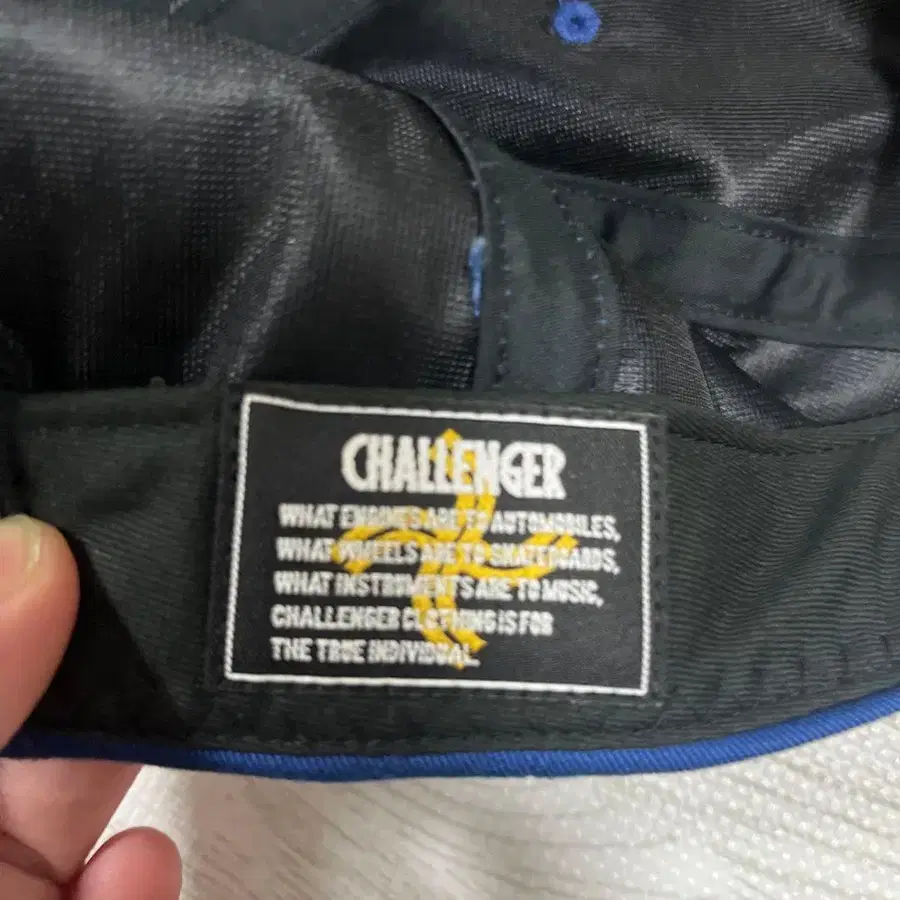 CHALLENGER
WHAT ENGINES ARE TO AUTOMOBILES,
WHAT WHEELS ARE TO SKATEBOARDS,
WHAT INSTRUMENTS ARE TO MUSIC,
CHALLENGER CLOTHING IS FOR
THE TRUE INDIVIDUAL.